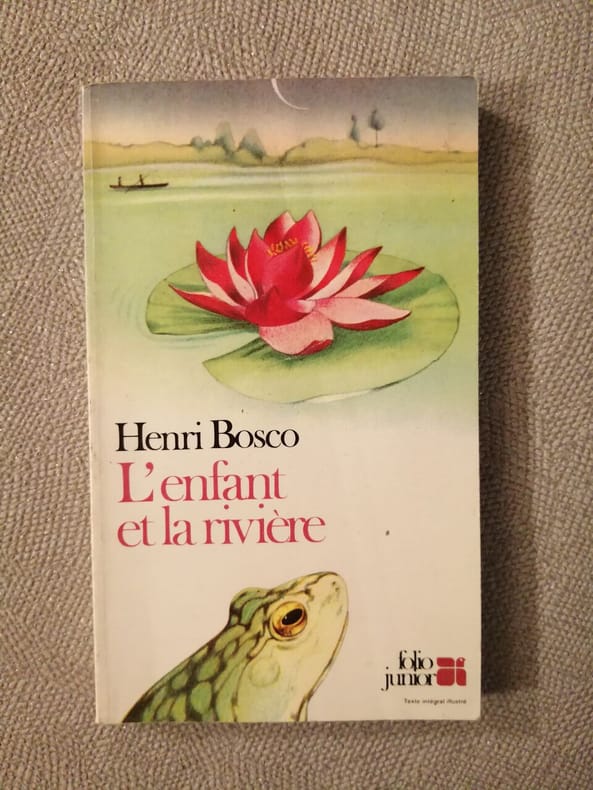 Henri Bosco
L'enfant
et la rivière
folio
junior
Texte intégral illustré